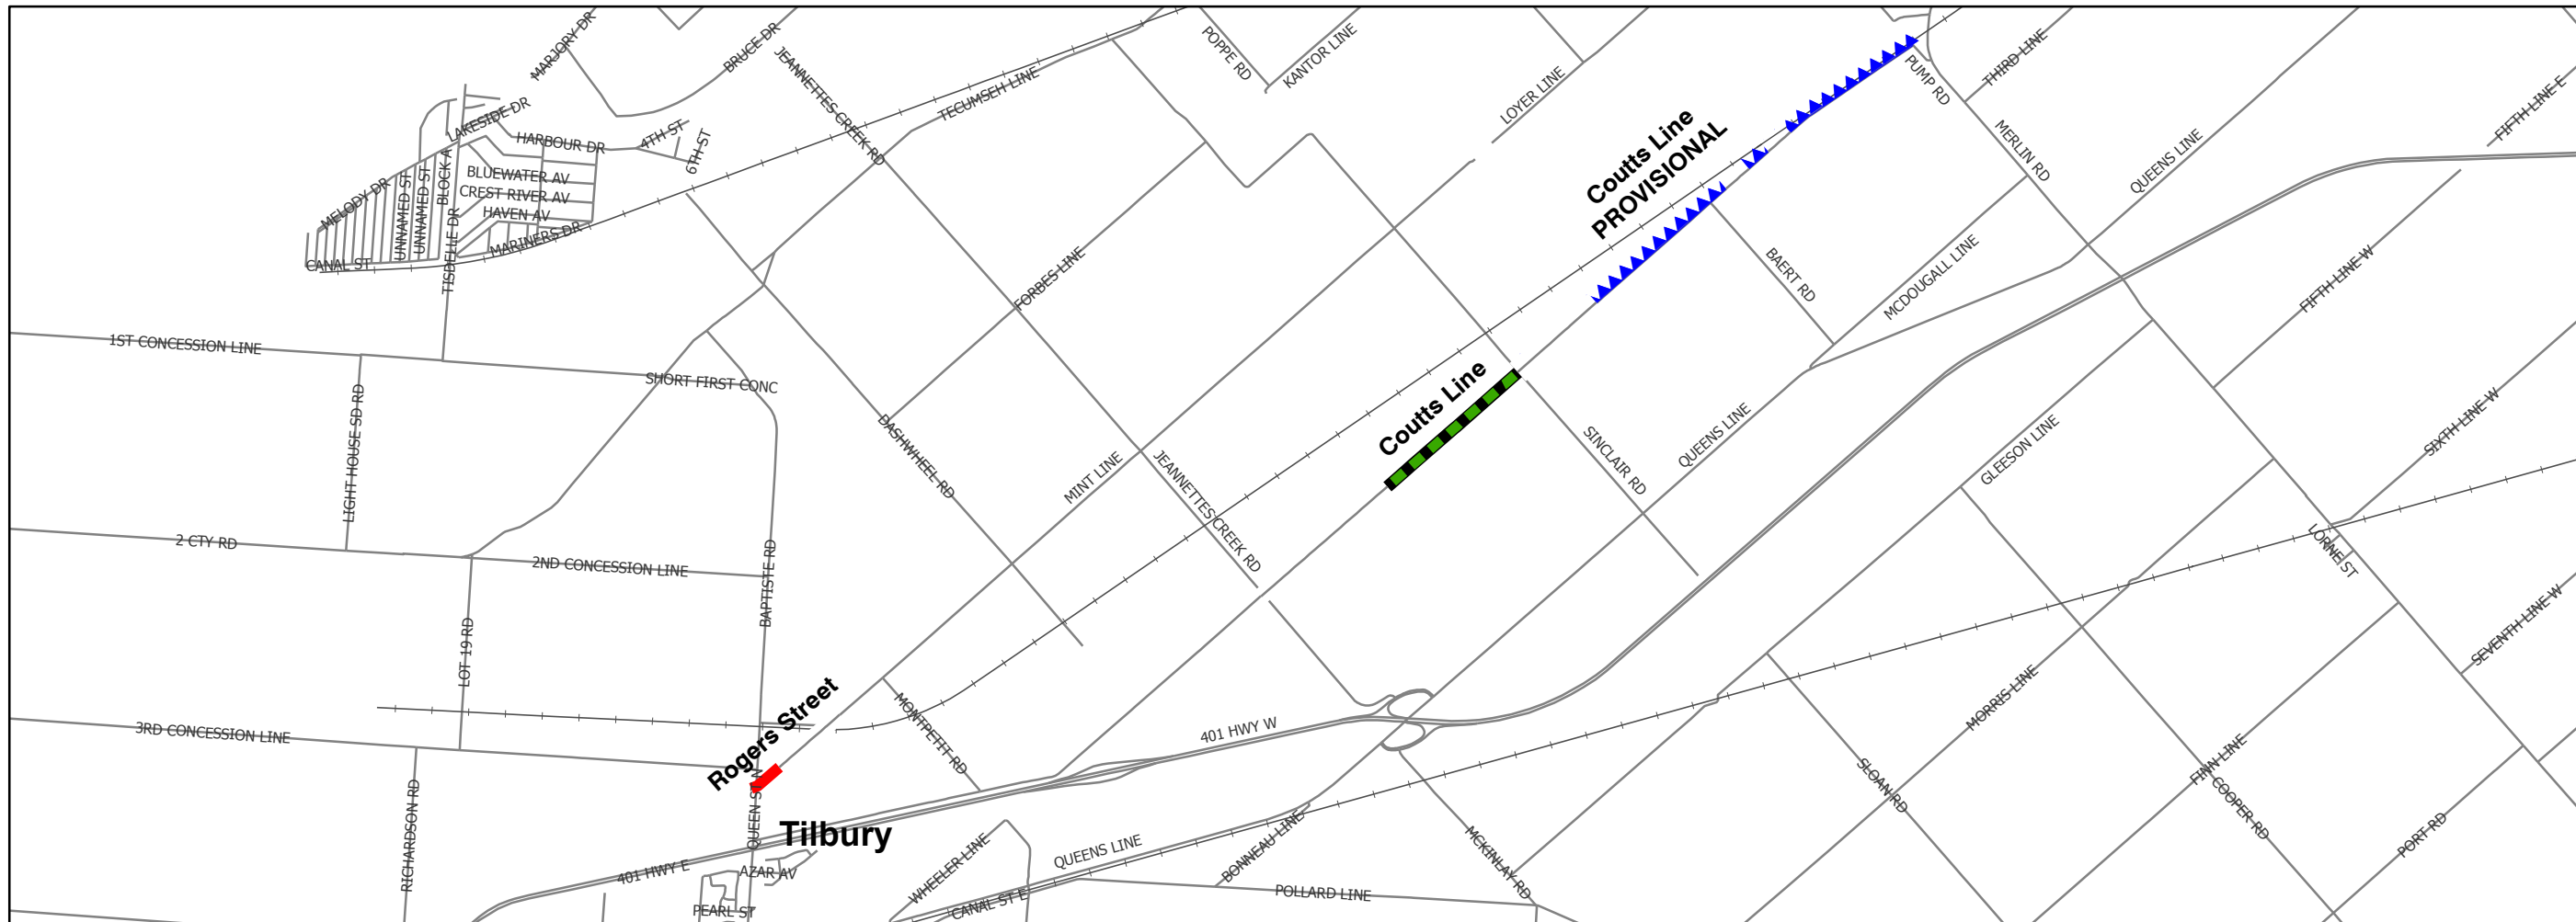 MARJORY DR
BRUCE DR
JEANNETTES CREEK RD
TECUMSEH LINE
POPPE RD
KANTOR LINE
LOYER LINE
PUMP RD
THIRD LINE
FIFTH LINE E
LAKESIDE DR
HARBOUR DR
4TH ST
6TH ST
BLUEWATER AV
CREST RIVER AV
HAVEN AV
MARINERS DR
MELODY DR
UNNAMED ST
UNNAMED ST
BLOCK A
TISDELLE DR
CANAL ST
Coutts Line
PROVISIONAL
MERLIN RD
QUEENS LINE
FORBES LINE
BAERT RD
MCDOUGALL LINE
FIFTH LINE W
1ST CONCESSION LINE
SHORT FIRST CONC
LIGHT HOUSE SD RD
DASHWHEEL RD
MINT LINE
JEANNETTES CREEK RD
Coutts Line
SINCLAIR RD
QUEENS LINE
GLEESON LINE
SIXTH LINE W
2 CTY RD
2ND CONCESSION LINE
BAPTISTE RD
LORNE ST
LOT 19 RD
SEVENTH LINE W
3RD CONCESSION LINE
Rogers Street
MONTPETIT RD
401 HWY W
MORRIS LINE
RICHARDSON RD
QUEEN ST N
Tilbury
SLOAN RD
FINN LINE
COOPER RD
PORT RD
401 HWY E
AZAR AV
PEARL ST
WHEELER LINE
QUEENS LINE
CANAL ST E
BONNEAU LINE
POLLARD LINE
MCKINLAY RD